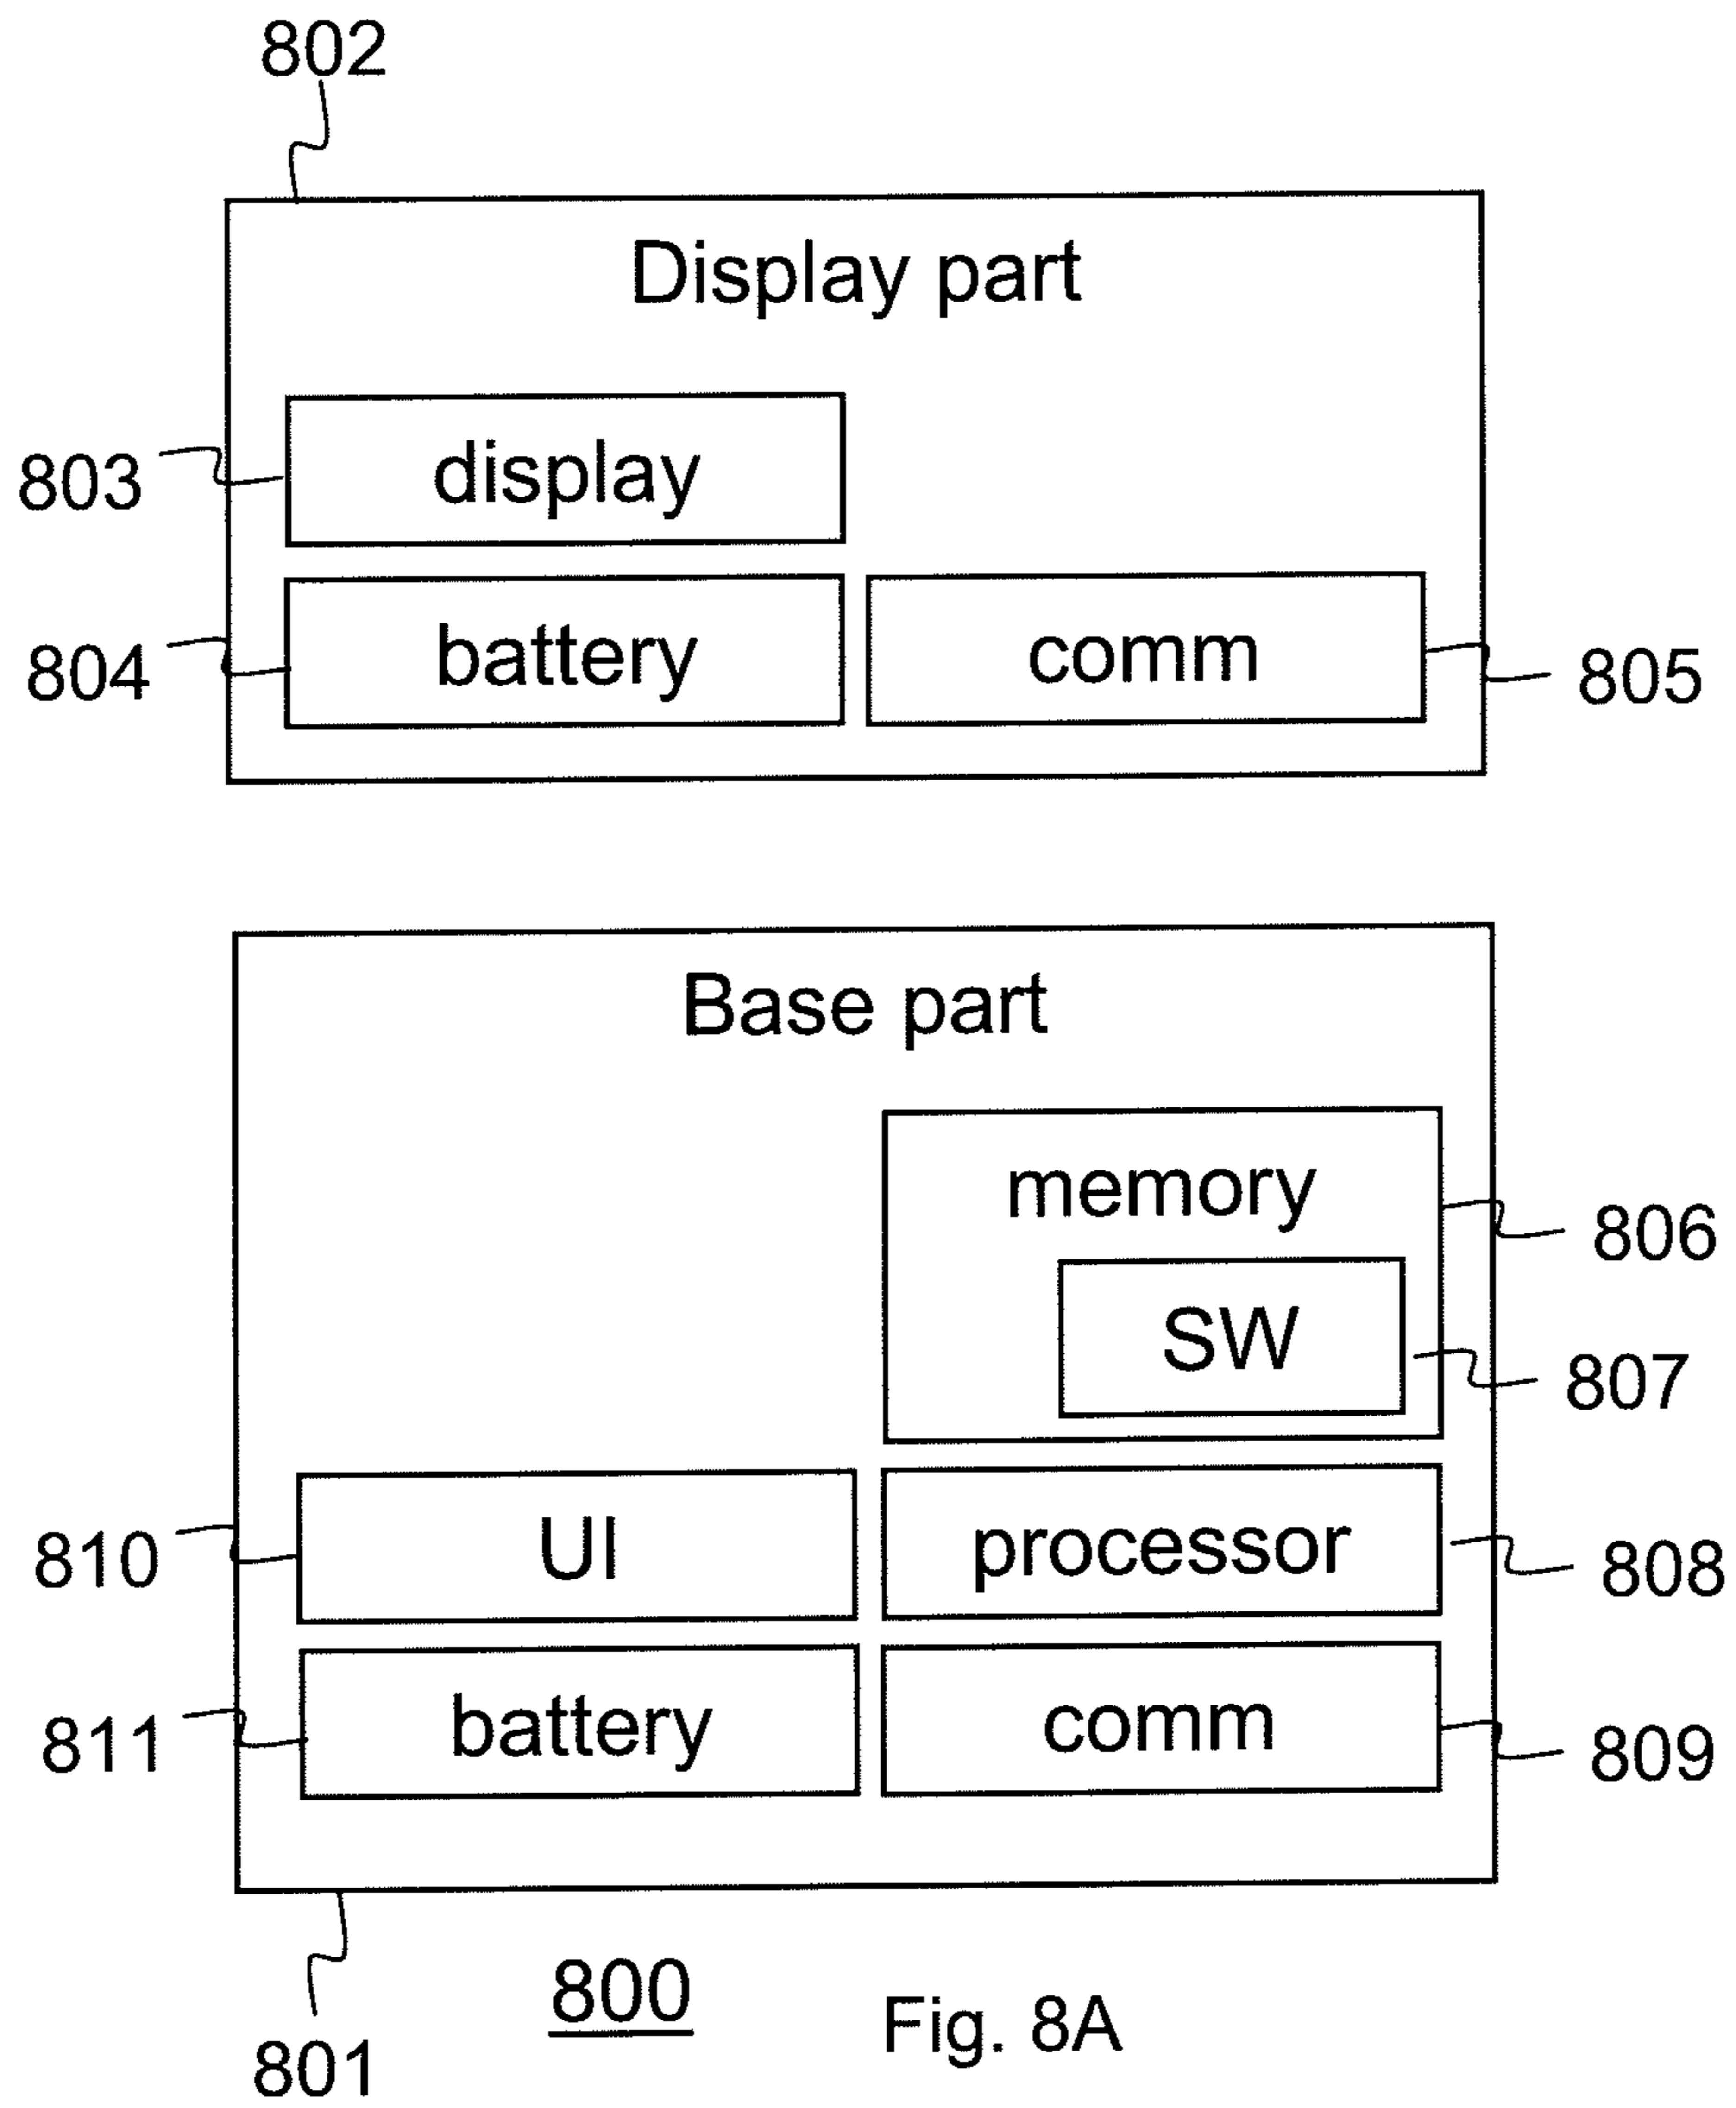 802
Display part
display
803
battery
comm
804
805
Base part
memory
806
SW
807
UI
processor
810
808
battery
comm
811
809
800
Fig. 8A
801